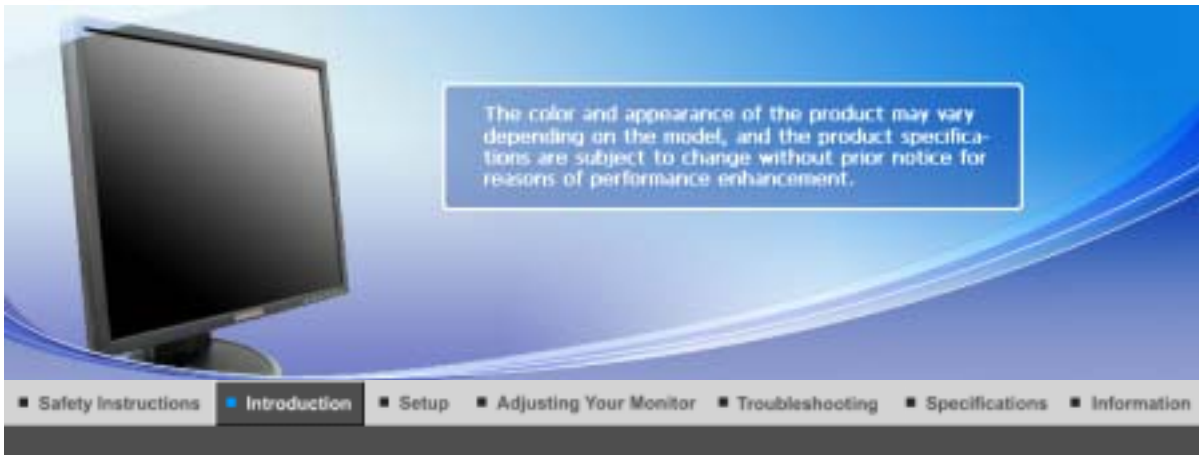 The color and appearance of the product may vary
depending on the model, and the product specifica-
tions are subject to change without prior notice for
reasons of performance enhancement.
Safety Instructions Introduction Setup Adjusting Your Monitor Troubleshooting Specifications Information